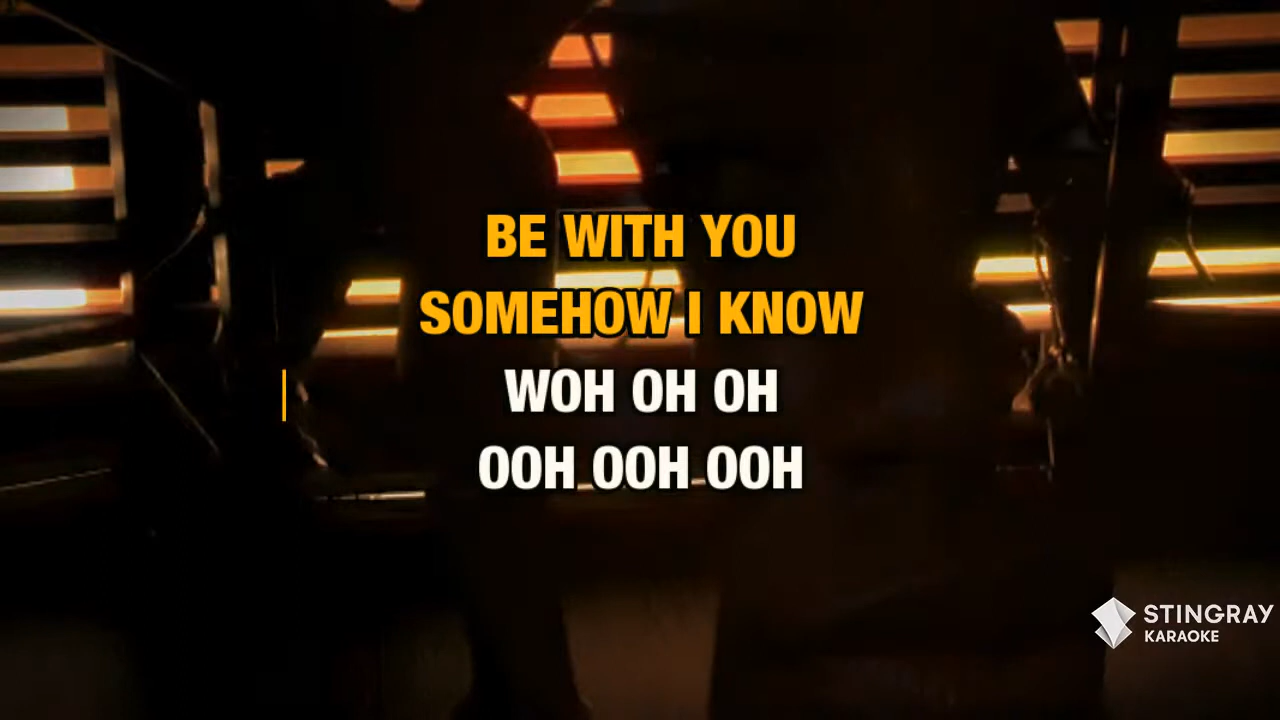 BE WITH YOU
SOMEHOW I KNOW
WOH OH OH
OOH OOH OOH
STINGRAY
KARAOKE